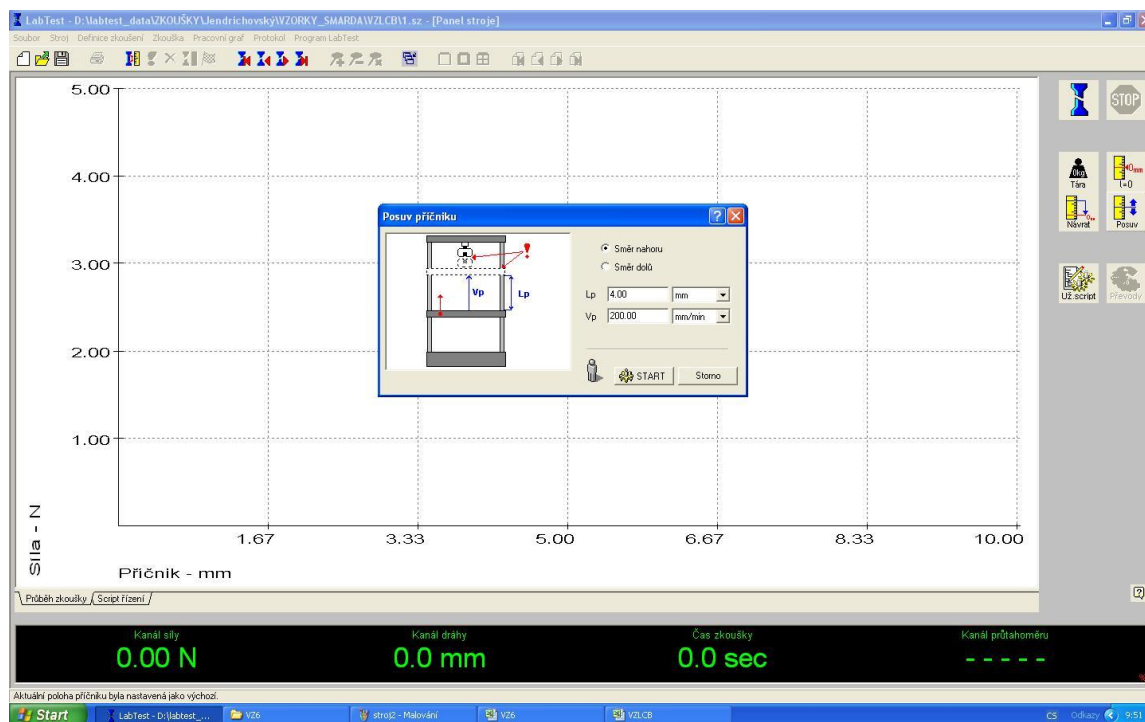 LabTest - D:\labtest_data\ZKOUŠKY\Jendrichovský\VZORKY_SMARDA\VZLCB\1.sz - [Panel stroje]
Soubor Stroj Definice zkoušení Zkouška Pracovní graf Protokol Program LabTest
5.00
STOP
4.00
0kg
0mm
Tára
l=0
Posuv příčníku
Návrat
Posuv
Směr nahoru
3.00
Směr dolů
Vp
Lp
Lp 4.00 mm
Už.script
Převody
Vp 200.00 mm/min
2.00
START
Storno
1.00
Síla - N
1.67 3.33 5.00 6.67 8.33 10.00
Příčník - mm
Průběh zkoušky
Script řízení
Kanál síly Kanál dráhy Čas zkoušky Kanál průtahoměru
0.00 N 0.0 mm 0.0 sec - - - - -
Aktuální poloha příčníku byla nastavená jako výchozí.
Start LabTest - D:\labtest_... VZ6 stroj2 - Malování VZ6 VZLCB CS Odkazy 9:51